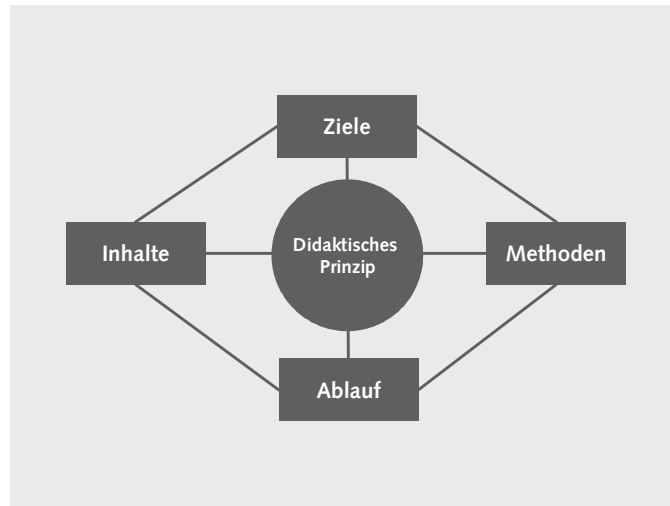 Ziele
Inhalte
Didaktisches
Prinzip
Methoden
Ablauf